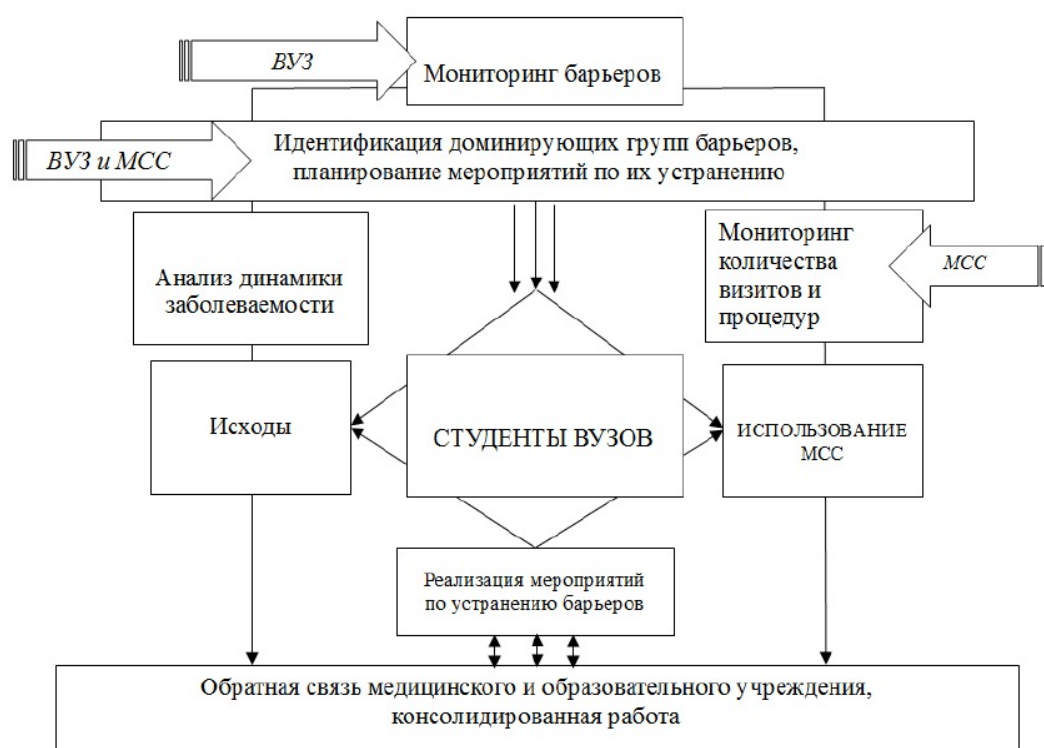 ВУЗ
Мониторинг барьеров
ВУЗ и МСС
Идентификация доминирующих групп барьеров,
планирование мероприятий по их устранению
Анализ динамики
заболеваемости
Мониторинг
количества
визитов и
процедур
МСС
Исходы
СТУДЕНТЫ ВУЗОВ
ИСПОЛЬЗОВАНИЕ
МСС
Реализация мероприятий
по устранению барьеров
Обратная связь медицинского и образовательного учреждения,
консолидированная работа